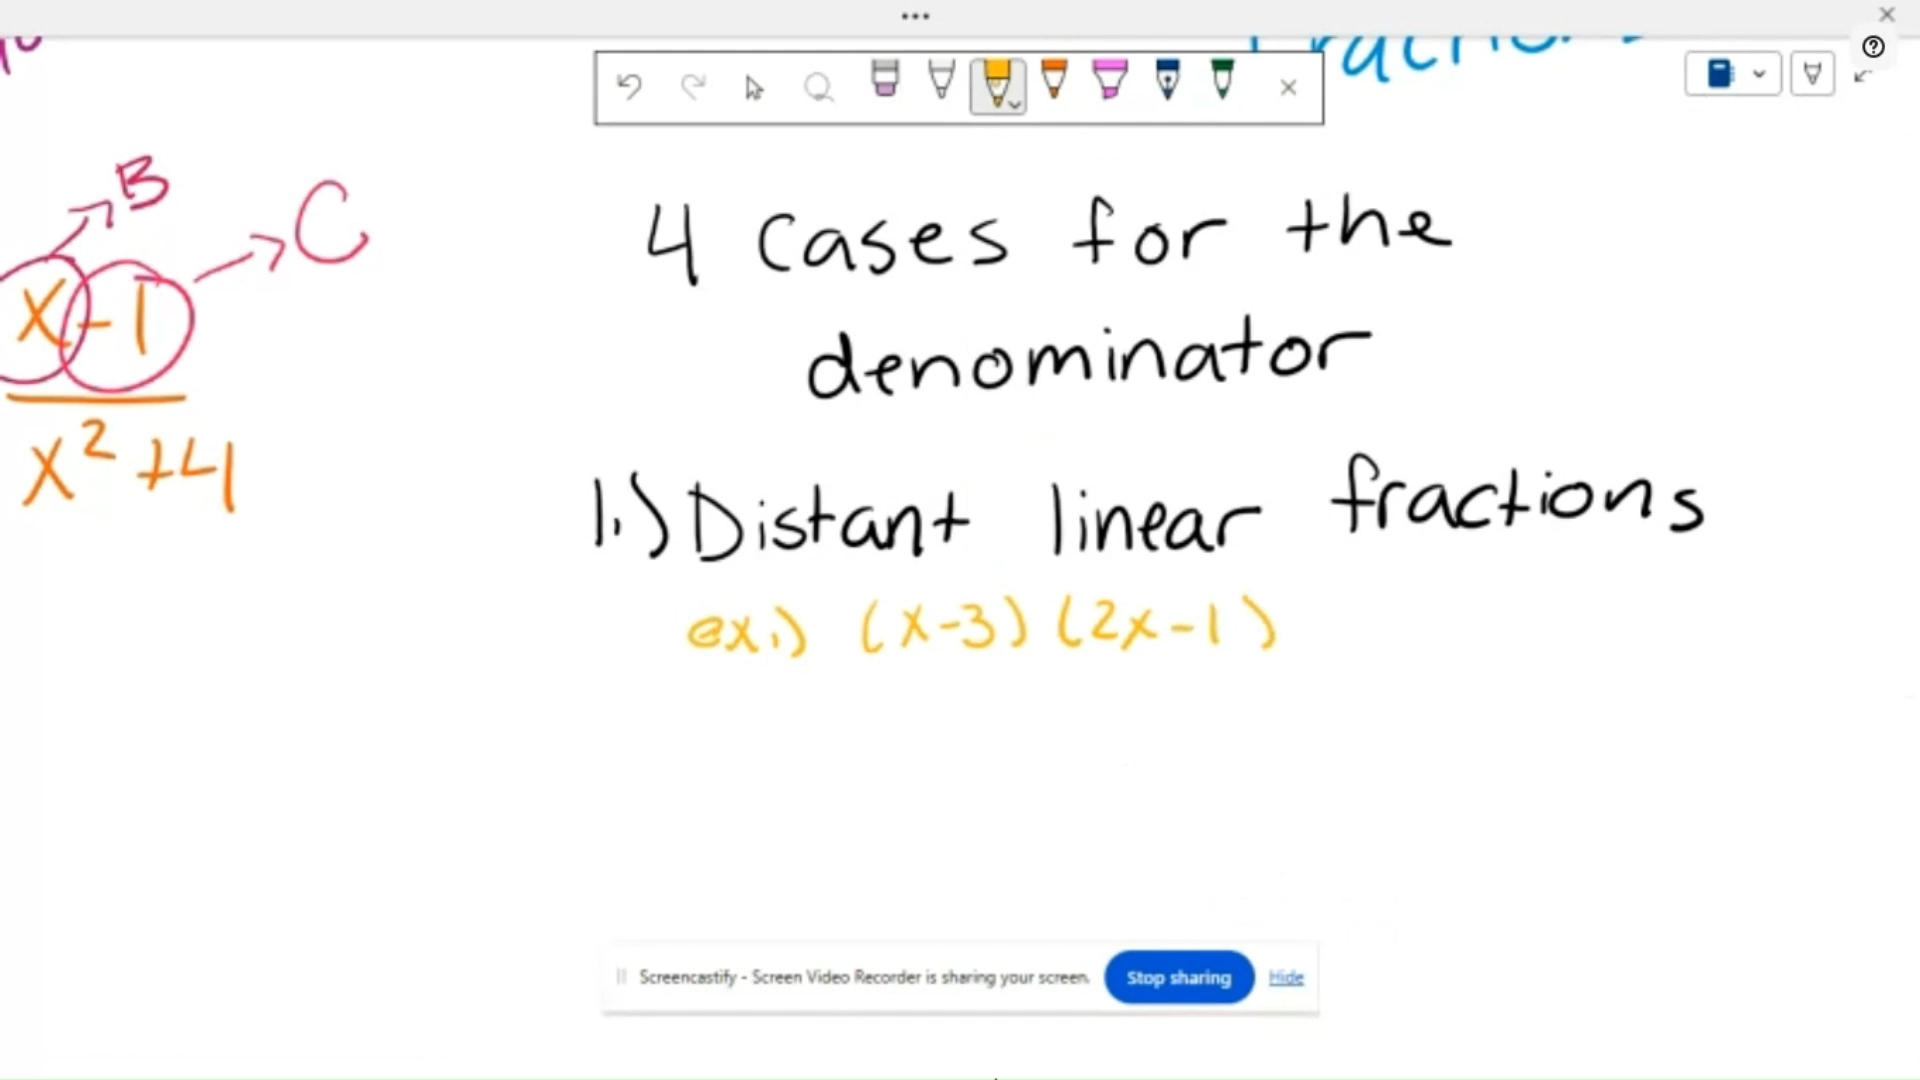 B
C
x-1
x²+4
4 cases for the
denominator
1.) Distant linear fractions
ex.) (x-3) (2x-1)
Screencastify - Screen Video Recorder is sharing your screen.
Stop sharing
Hide